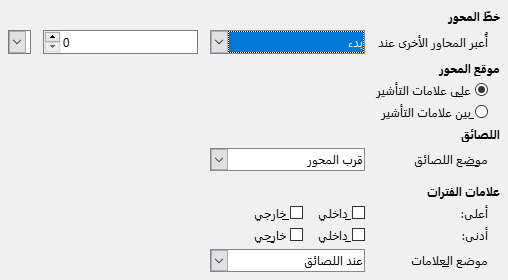 خطّ المحور
أعبر المحاور الأخرى عند بدء 0
موقع المحور
على علامات التأشير
بين علامات التأشير
اللصائق
موضع اللصائق قرب المحور
علامات الفترات
أعلى: داخلي خارجي
أدنى: داخلي خارجي
موضع العلامات عند اللصائق